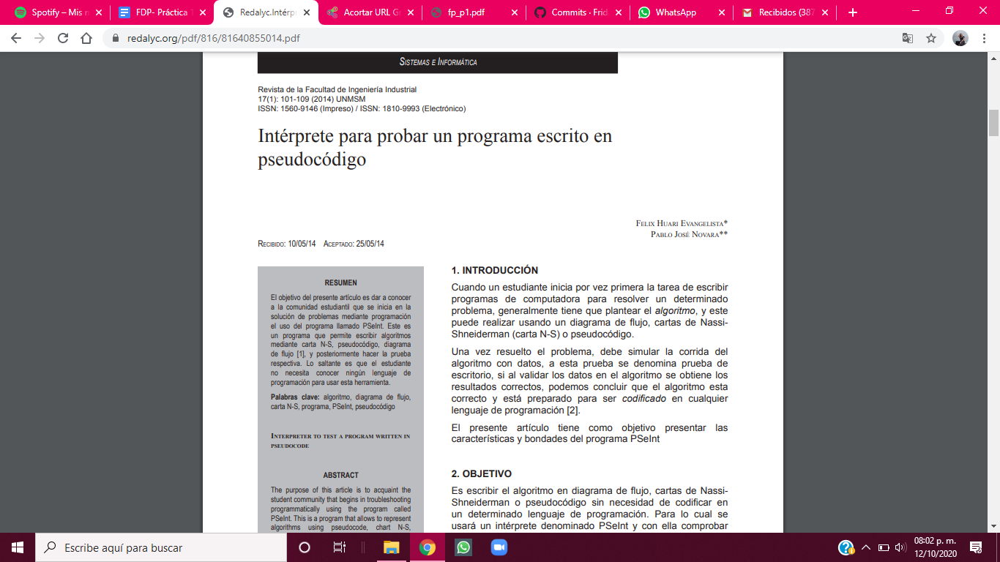 Spotify – Mis m
FDP- Práctica 1
Redalyc.Intérpr
Acortar URL Gr
fp_p1.pdf
Commits · Frid
WhatsApp
Recibidos (387
redalyc.org/pdf/816/81640855014.pdf
SISTEMAS E INFORMÁTICA
Revista de la Facultad de Ingeniería Industrial
17(1): 101-109 (2014) UNMSM
ISSN: 1560-9146 (Impreso) / ISSN: 1810-9993 (Electrónico)
Intérprete para probar un programa escrito en
pseudocódigo
FELIX HUARI EVANGELISTA*
PABLO JOSÉ NOVARA**
RECIBIDO: 10/05/14 ACEPTADO: 25/05/14
RESUMEN
El objetivo del presente artículo es dar a conocer
a la comunidad estudiantil que se inicia en la
solución de problemas mediante programación
el uso del programa llamado PSeInt. Este es
un programa que permite escribir algoritmos
mediante carta N-S, pseudocódigo, diagrama
de flujo [1], y posteriormente hacer la prueba
respectiva. Lo saltante es que el estudiante
no necesita conocer ningún lenguaje de
programación para usar esta herramienta.
Palabras clave: algoritmo, diagrama de flujo,
carta N-S, programa, PSeInt, pseudocódigo
INTERPRETER TO TEST A PROGRAM WRITTEN IN
PSEUDOCODE
ABSTRACT
The purpose of this article is to acquaint the
student community that begins in troubleshooting
programmatically using the program called
PSeInt. This is a program that allows to represent
algorithms using pseudocode, chart N-S,
1. INTRODUCCIÓN
Cuando un estudiante inicia por vez primera la tarea de escribir
programas de computadora para resolver un determinado
problema, generalmente tiene que plantear el algoritmo, y este
puede realizar usando un diagrama de flujo, cartas de Nassi-
Shneiderman (carta N-S) o pseudocódigo.
Una vez resuelto el problema, debe simular la corrida del
algoritmo con datos, a esta prueba se denomina prueba de
escritorio, si al validar los datos en el algoritmo se obtiene los
resultados correctos, podemos concluir que el algoritmo esta
correcto y está preparado para ser codificado en cualquier
lenguaje de programación [2].
El presente artículo tiene como objetivo presentar las
características y bondades del programa PSeInt
2. OBJETIVO
Es escribir el algoritmo en diagrama de flujo, cartas de Nassi-
Shneiderman o pseudocódigo sin necesidad de codificar en
un determinado lenguaje de programación. Para lo cual se
usará un intérprete denominado PSeInt y con ella comprobar
Escribe aquí para buscar
08:02 p. m.
12/10/2020